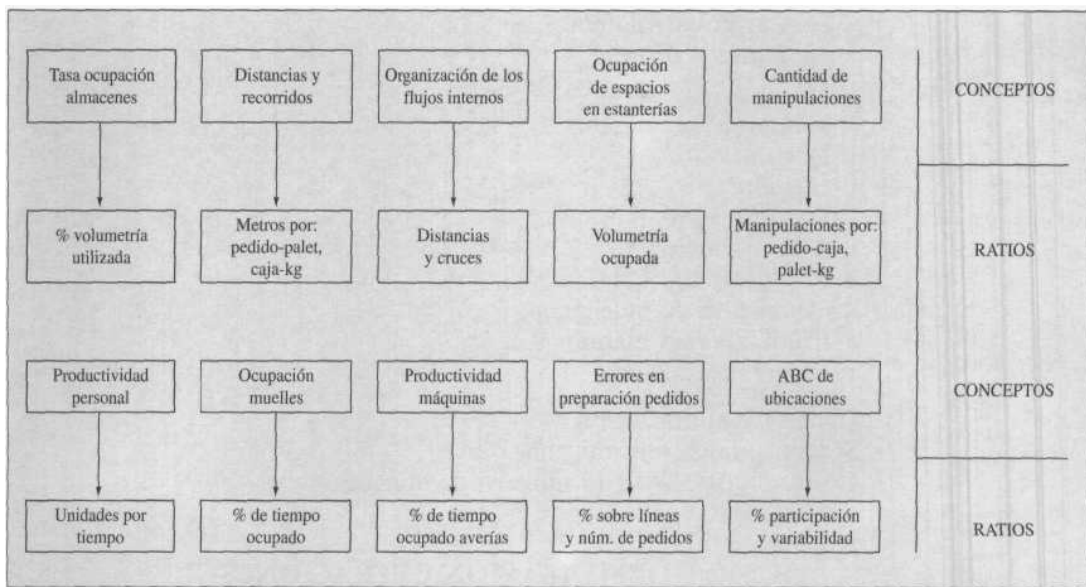 Tasa ocupación
almacenes
Distancias y
recorridos
Organización de los
flujos internos
Ocupación
de espacios
en estanterías
Cantidad de
manipulaciones
CONCEPTOS
% volumetría
utilizada
Metros por:
pedido-palet,
caja-kg
Distancias
y cruces
Volumetría
ocupada
Manipulaciones por:
pedido-caja,
palet-kg
RATIOS
Productividad
personal
Ocupación
muelles
Productividad
máquinas
Errores en
preparación pedidos
ABC de
ubicaciones
CONCEPTOS
Unidades por
tiempo
% de tiempo
ocupado
% de tiempo
ocupado averías
% sobre líneas
y núm. de pedidos
% participación
y variabilidad
RATIOS